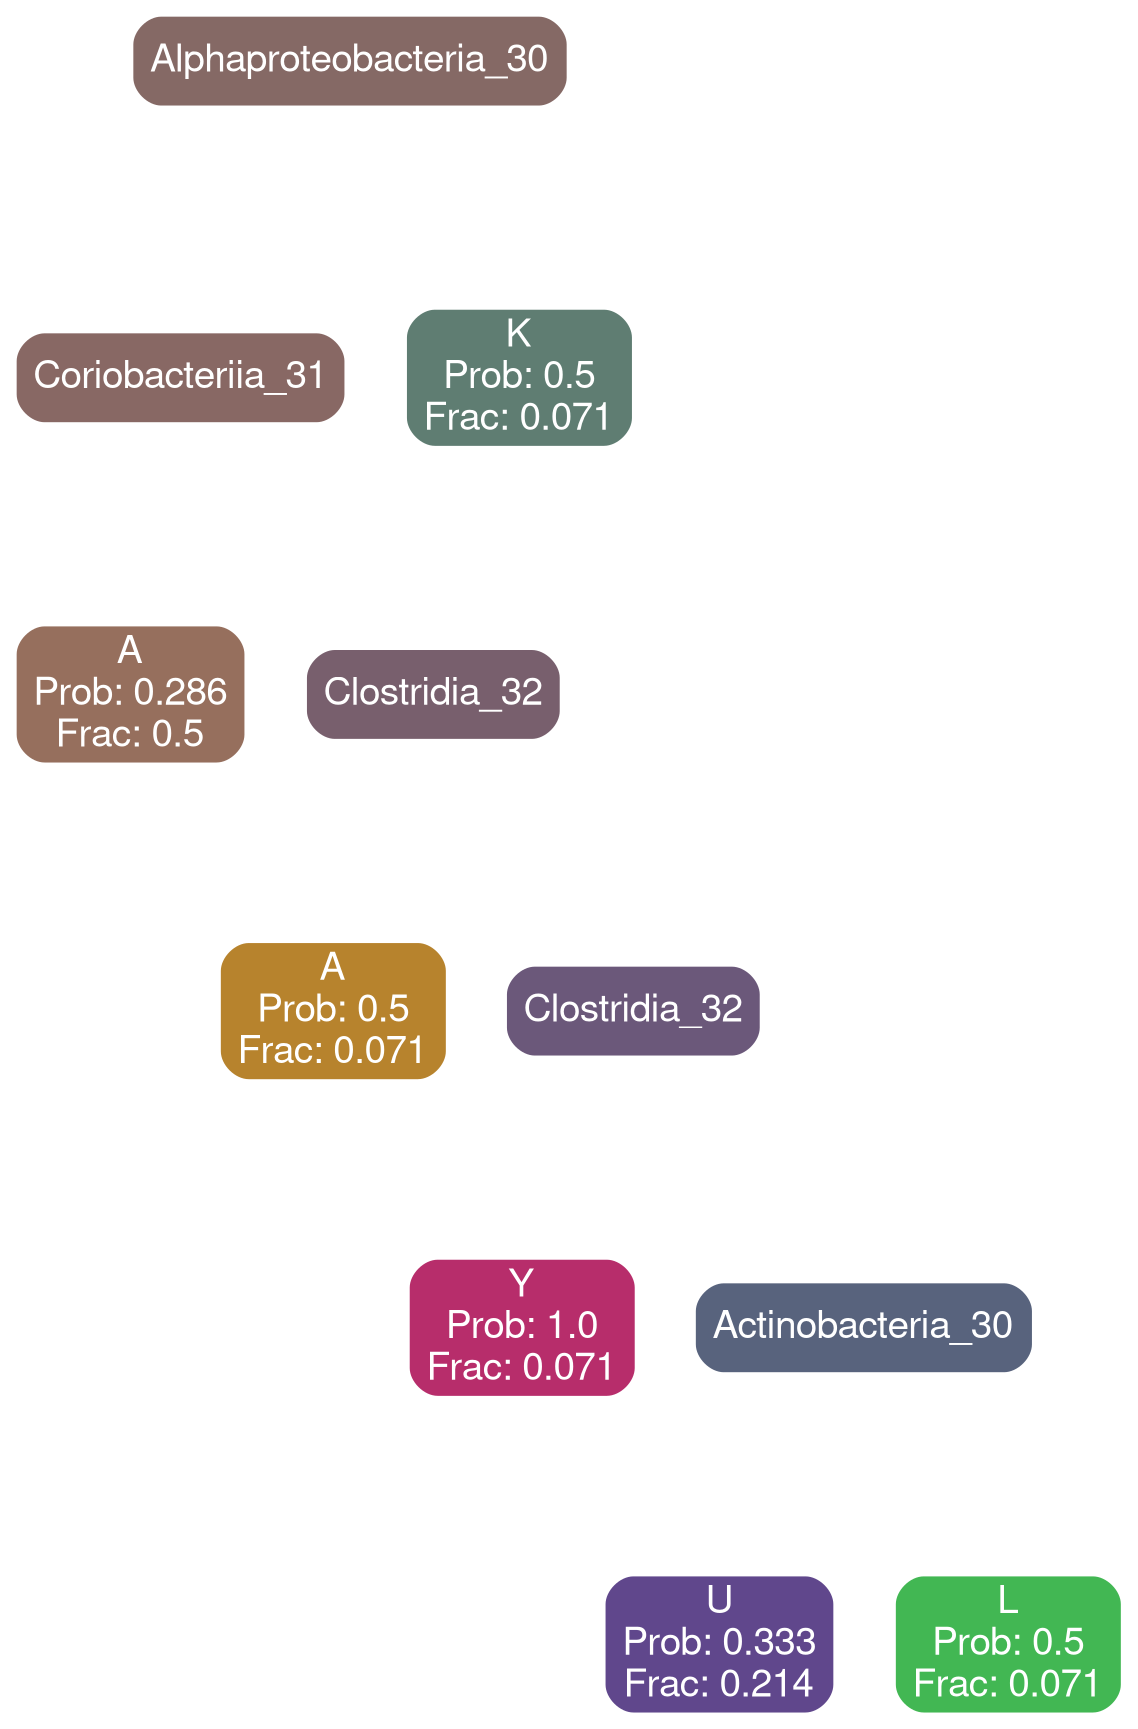 Alphaproteobacteria_30
Coriobacteriia_31
K
Prob: 0.5
Frac: 0.071
A
Prob: 0.286
Frac: 0.5
Clostridia_32
A
Prob: 0.5
Frac: 0.071
Clostridia_32
Y
Prob: 1.0
Frac: 0.071
Actinobacteria_30
U
Prob: 0.333
Frac: 0.214
L
Prob: 0.5
Frac: 0.071